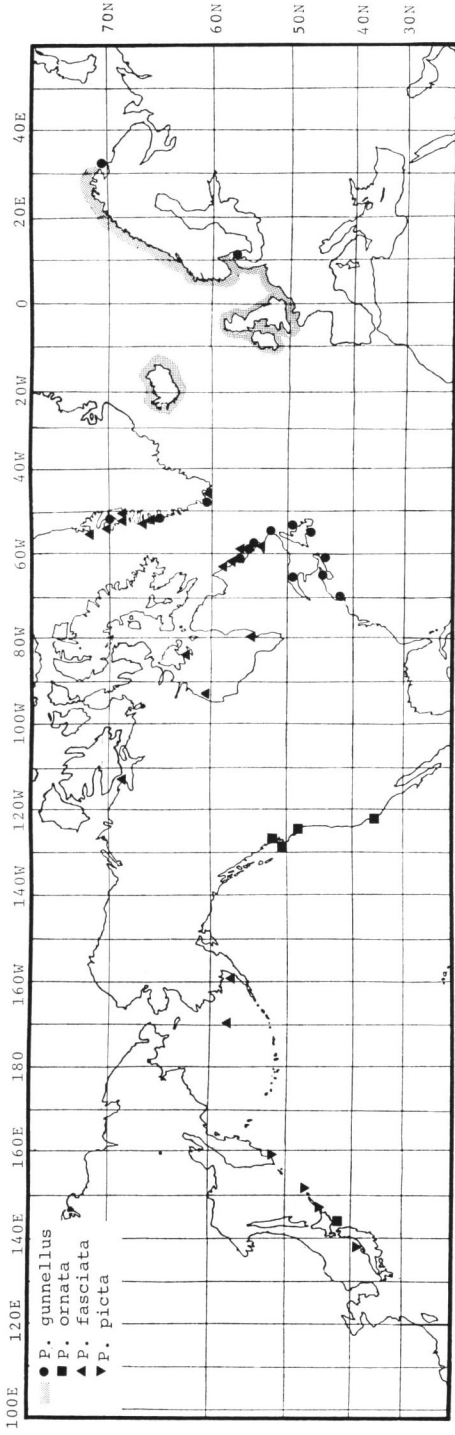 100E 120E 140E 160E 180 160W 140W 120W 100W 80W 60W 40W 20W 0 20E 40E
70N
60N
50N
40N
30N
P. gunnellus
P. ornata
P. fasciata
P. picta